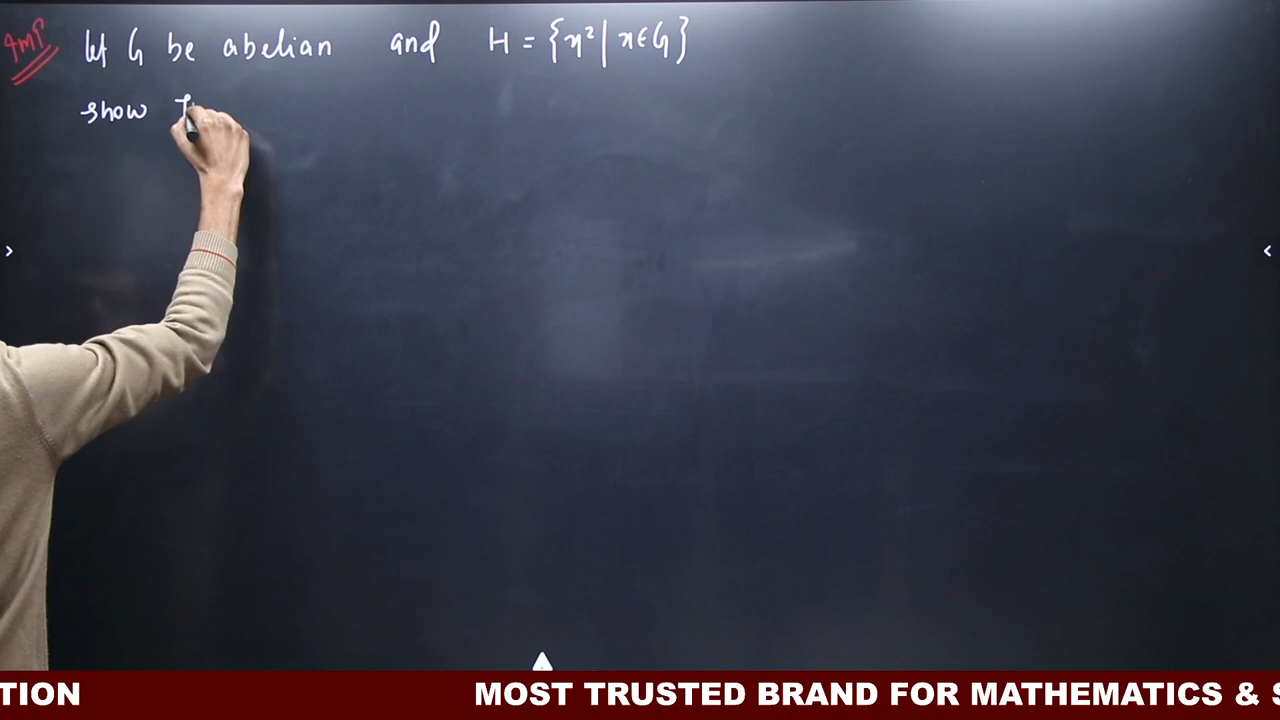 Imp let G be abelian and H = {x² | x ∈ G}
show
TION MOST TRUSTED BRAND FOR MATHEMATICS & S